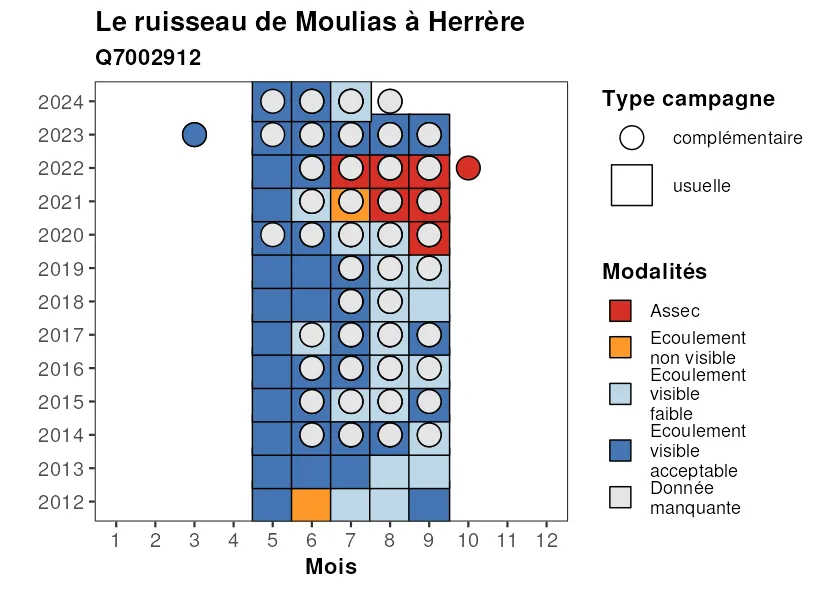 Le ruisseau de Moulias à Herrère
Q7002912
2024
2023
2022
2021
2020
2019
2018
2017
2016
2015
2014
2013
2012
1 2 3 4 5 6 7 8 9 10 11 12
Mois
Type campagne
complémentaire
usuelle
Modalités
Assec
Ecoulement
non visible
Ecoulement
visible
faible
Ecoulement
visible
acceptable
Donnée
manquante